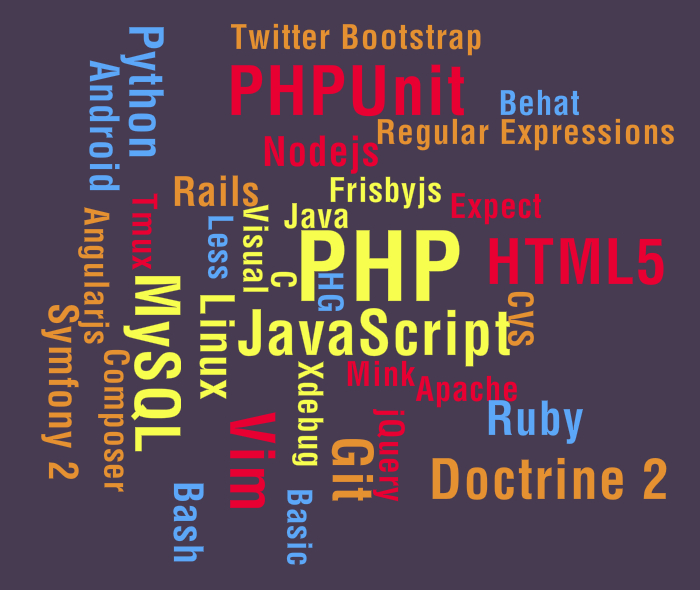 Twitter Bootstrap
Python
PHPUnit
Android
Behat
Regular Expressions
Nodejs
Rails
Frisbyjs
Expect
Tmux
Java
Visual
Less
Angularjs
PHP
HTML5
C
HG
MySQL
Linux
CVS
JavaScript
Symfony 2
Composer
Xdebug
Mink
Apache
Ruby
jQuery
Vim
Git
Doctrine 2
Bash
Basic